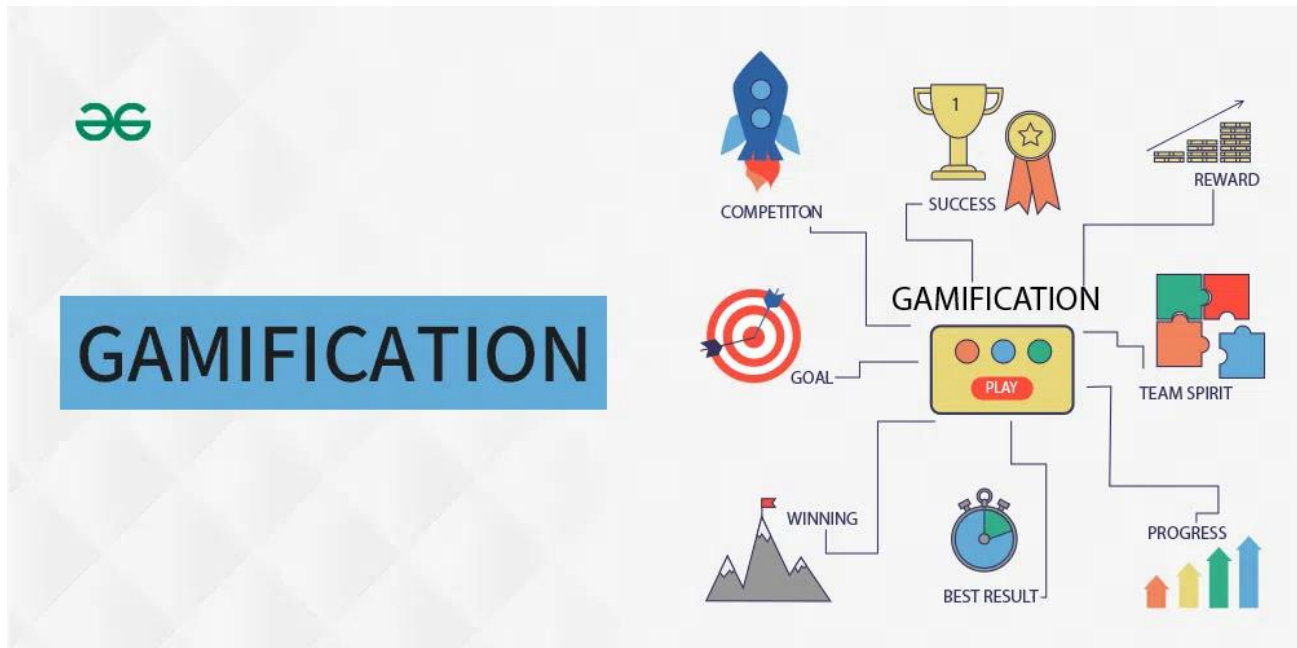 GAMIFICATION
COMPETITON
1
SUCCESS
REWARD
GAMIFICATION
PLAY
GOAL
TEAM SPIRIT
WINNING
BEST RESULT
PROGRESS